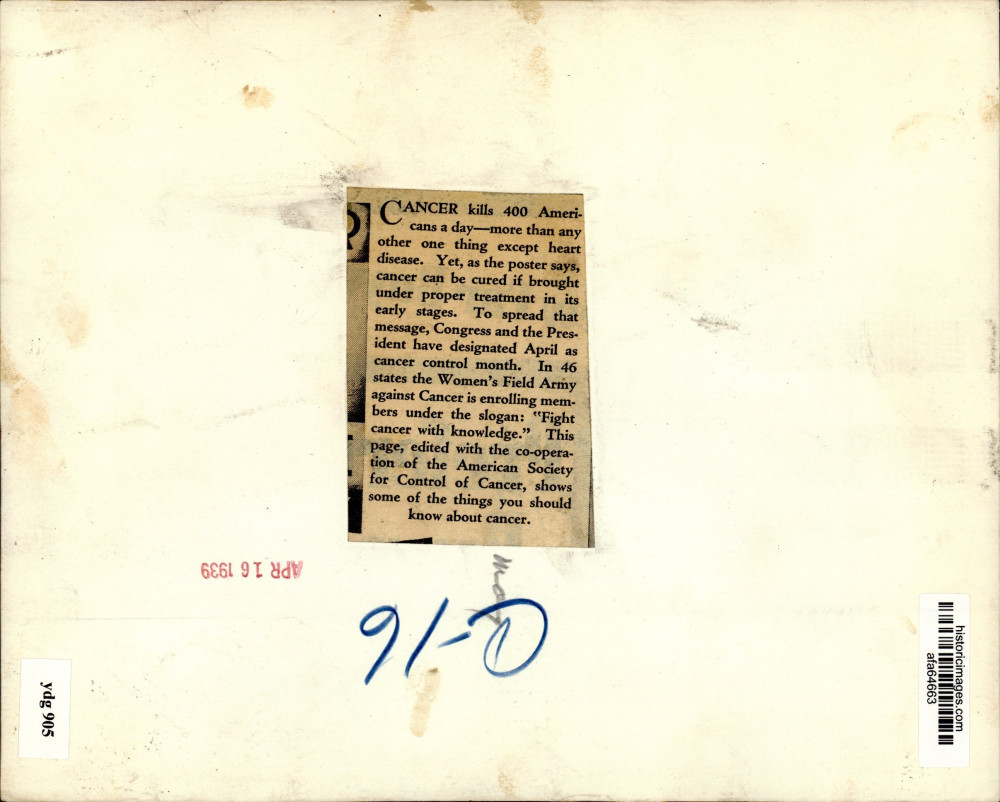 CANCER kills 400 Ameri-
cans a day—more than any
other one thing except heart
disease. Yet, as the poster says,
cancer can be cured if brought
under proper treatment in its
early stages. To spread that
message, Congress and the Pres-
ident have designated April as
cancer control month. In 46
states the Women's Field Army
against Cancer is enrolling mem-
bers under the slogan: "Fight
cancer with knowledge." This
page, edited with the co-opera-
tion of the American Society
for Control of Cancer, shows
some of the things you should
know about cancer.
APR 16 1939
ydg 905
historicimages.com
afa64663